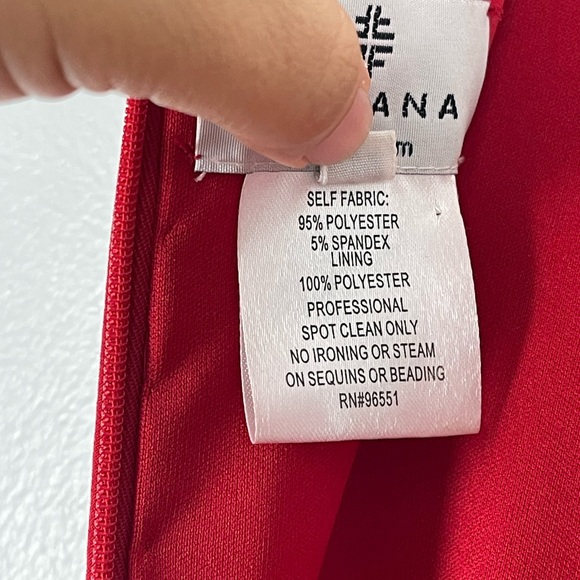 ANA
m
SELF FABRIC:
95% POLYESTER
5% SPANDEX
LINING
100% POLYESTER
PROFESSIONAL
SPOT CLEAN ONLY
NO IRONING OR STEAM
ON SEQUINS OR BEADING
RN#96551